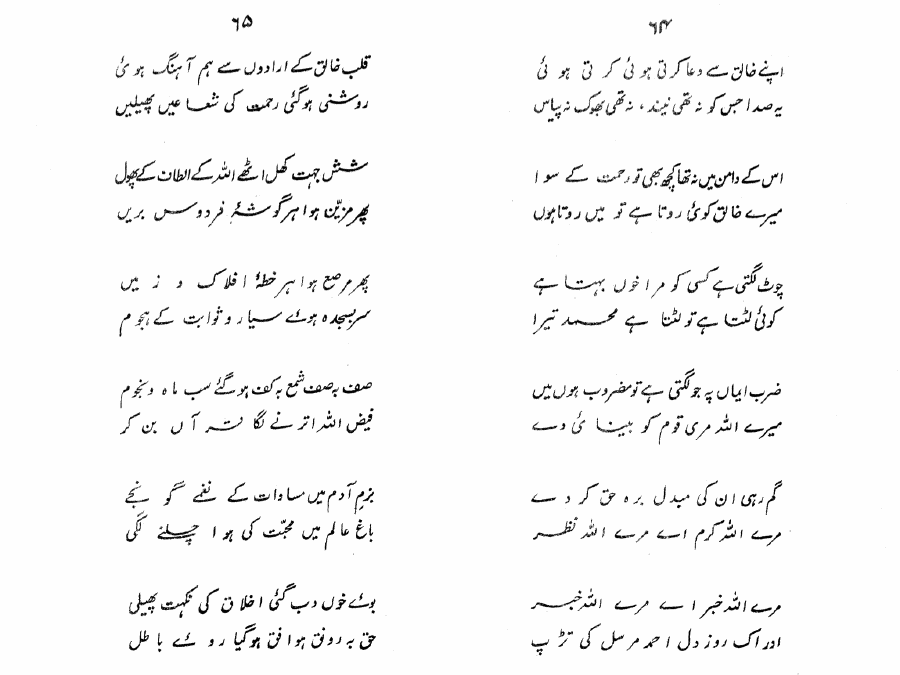 ۶۴
اپنے خالق سے دعا کرتی ہوئی کرتی ہوئی
یہ صدا جس کو نہ تھی نیند، نہ تھی بھوک نہ پیاس
اس کے دامن میں نہ تھا کچھ بھی تو رحمت کے سوا
میرے خالق کوئی روتا ہے تو میں روتا ہوں
چوٹ لگتی ہے کسی کو مرا خوں بہتا ہے
کوئی لٹتا ہے تو لٹتا ہے محمد تیرا
ضرب ایماں پہ جو لگتی ہے تو مضروب ہوں میں
میرے اللہ مری قوم کو بینائی دے
گم رہی ان کی مبدل برہ حق کر دے
مرے اللہ کرم اے مرے اللہ نظر
مرے اللہ خبر اے مرے اللہ خبر
اور اک روز دل احمد مرسل کی تڑپ
۶۵
قلب خالق کے ارادوں سے ہم آہنگ ہوئی
روشنی ہوگئی رحمت کی شعاعیں پھیلیں
شش جہت کھل اٹھے اللہ کے الطاف کے پھول
پھر مزیّن ہوا ہر گوشۂ فردوس بریں
پھر مرصع ہوا ہر خطۂ افلاک و زمیں
سربسجدہ ہوئے سیار و ثوابت کے ہجوم
صف بہ صف شمع بہ کف ہوگئے سب ماہ و نجوم
فیض اللہ اترنے لگا قرآں بن کر
بزم آدم میں مساوات کے نغمے گونجے
باغ عالم میں محبّت کی ہوا چلنے لگی
بوئے خوں دب گئی اخلاق کی نکہت پھیلی
حق بہ رونق ہوا فق ہوگیا روئے باطل